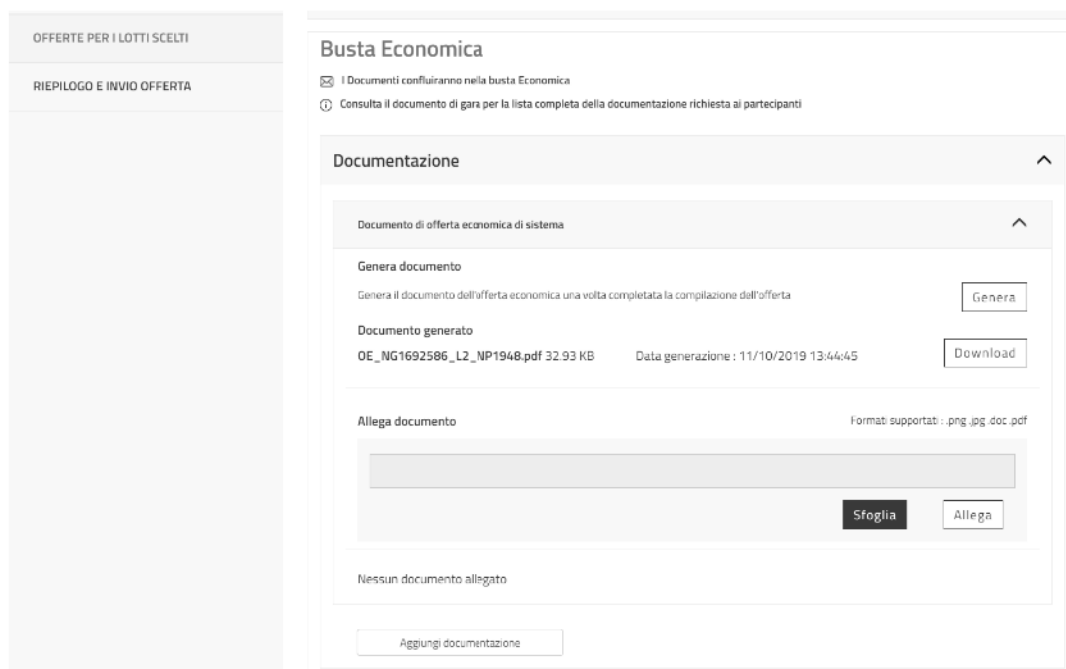 OFFERTE PER I LOTTI SCELTI
RIEPILOGO E INVIO OFFERTA
Busta Economica
I Documenti confluiranno nella busta Economica
Consulta il documento di gara per la lista completa della documentazione richiesta ai partecipanti
Documentazione
Documento di offerta economica di sistema
Genera documento
Genera il documento dell'offerta economica una volta completata la compilazione dell'offerta
Genera
Documento generato
OE_NG1692586_L2_NP1948.pdf 32.93 KB Data generazione : 11/10/2019 13:44:45
Download
Allega documento Formati supportati : .png .jpg .doc .pdf
Sfoglia Allega
Nessun documento allegato
Aggiungi documentazione